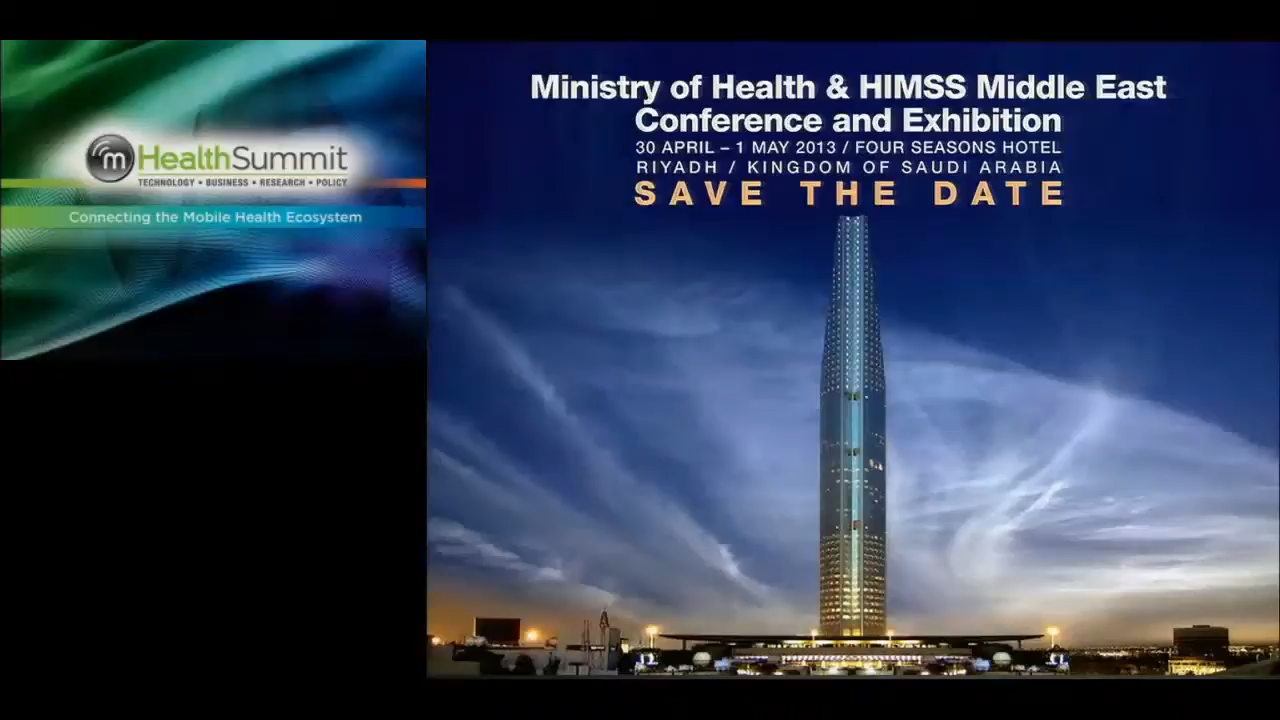 mHealthSummit
TECHNOLOGY • BUSINESS • RESEARCH • POLICY
Connecting the Mobile Health Ecosystem
Ministry of Health & HIMSS Middle East
Conference and Exhibition
30 APRIL – 1 MAY 2013 / FOUR SEASONS HOTEL
RIYADH / KINGDOM OF SAUDI ARABIA
SAVE THE DATE